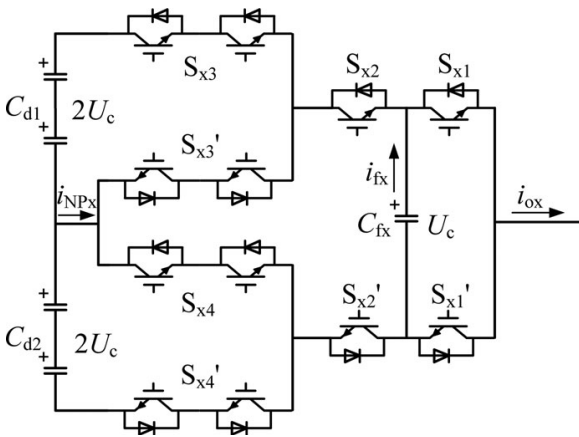 S_x3
S_x2
S_x1
C_d1
2U_c
S_x3'
i_NPx
i_fx
C_fx
U_c
i_ox
S_x4
S_x2'
S_x1'
C_d2
2U_c
S_x4'